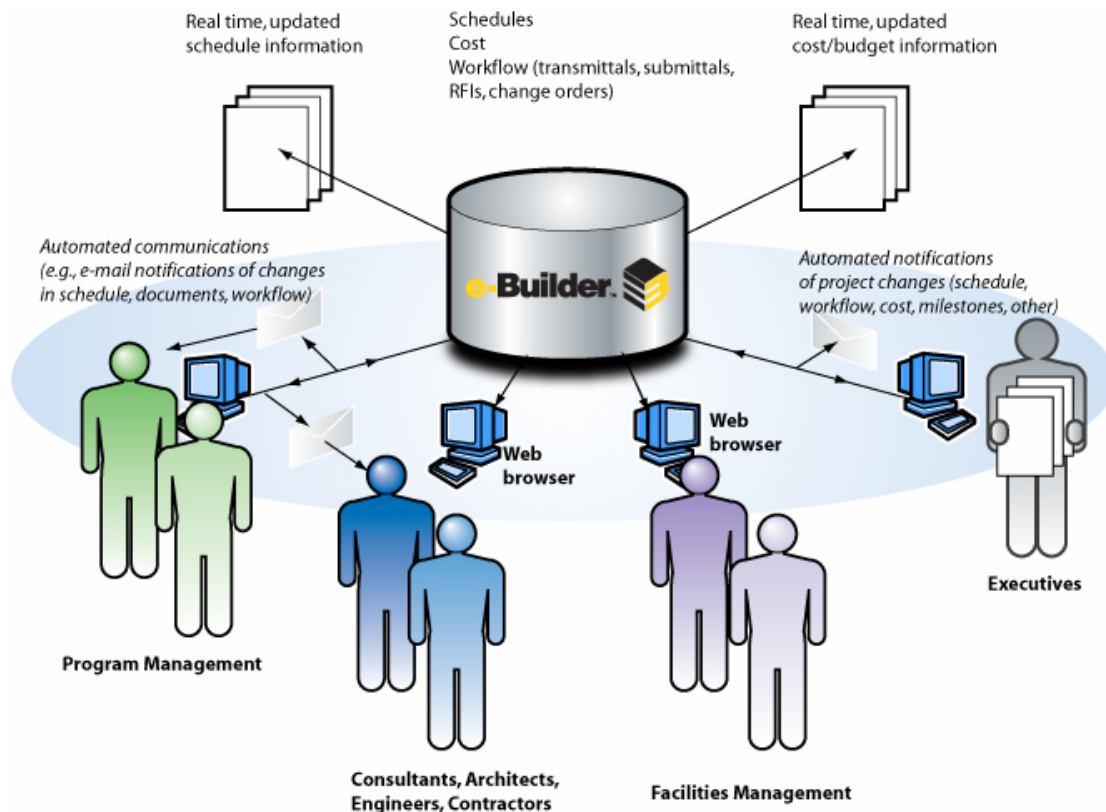 Real time, updated
schedule information
Schedules
Cost
Workflow (transmittals, submittals,
RFIs, change orders)
Real time, updated
cost/budget information
Automated communications
(e.g., e-mail notifications of changes
in schedule, documents, workflow)
e-Builder.
Automated notifications
of project changes (schedule,
workflow, cost, milestones, other)
Web
browser
Web
browser
Executives
Program Management
Consultants, Architects,
Engineers, Contractors
Facilities Management